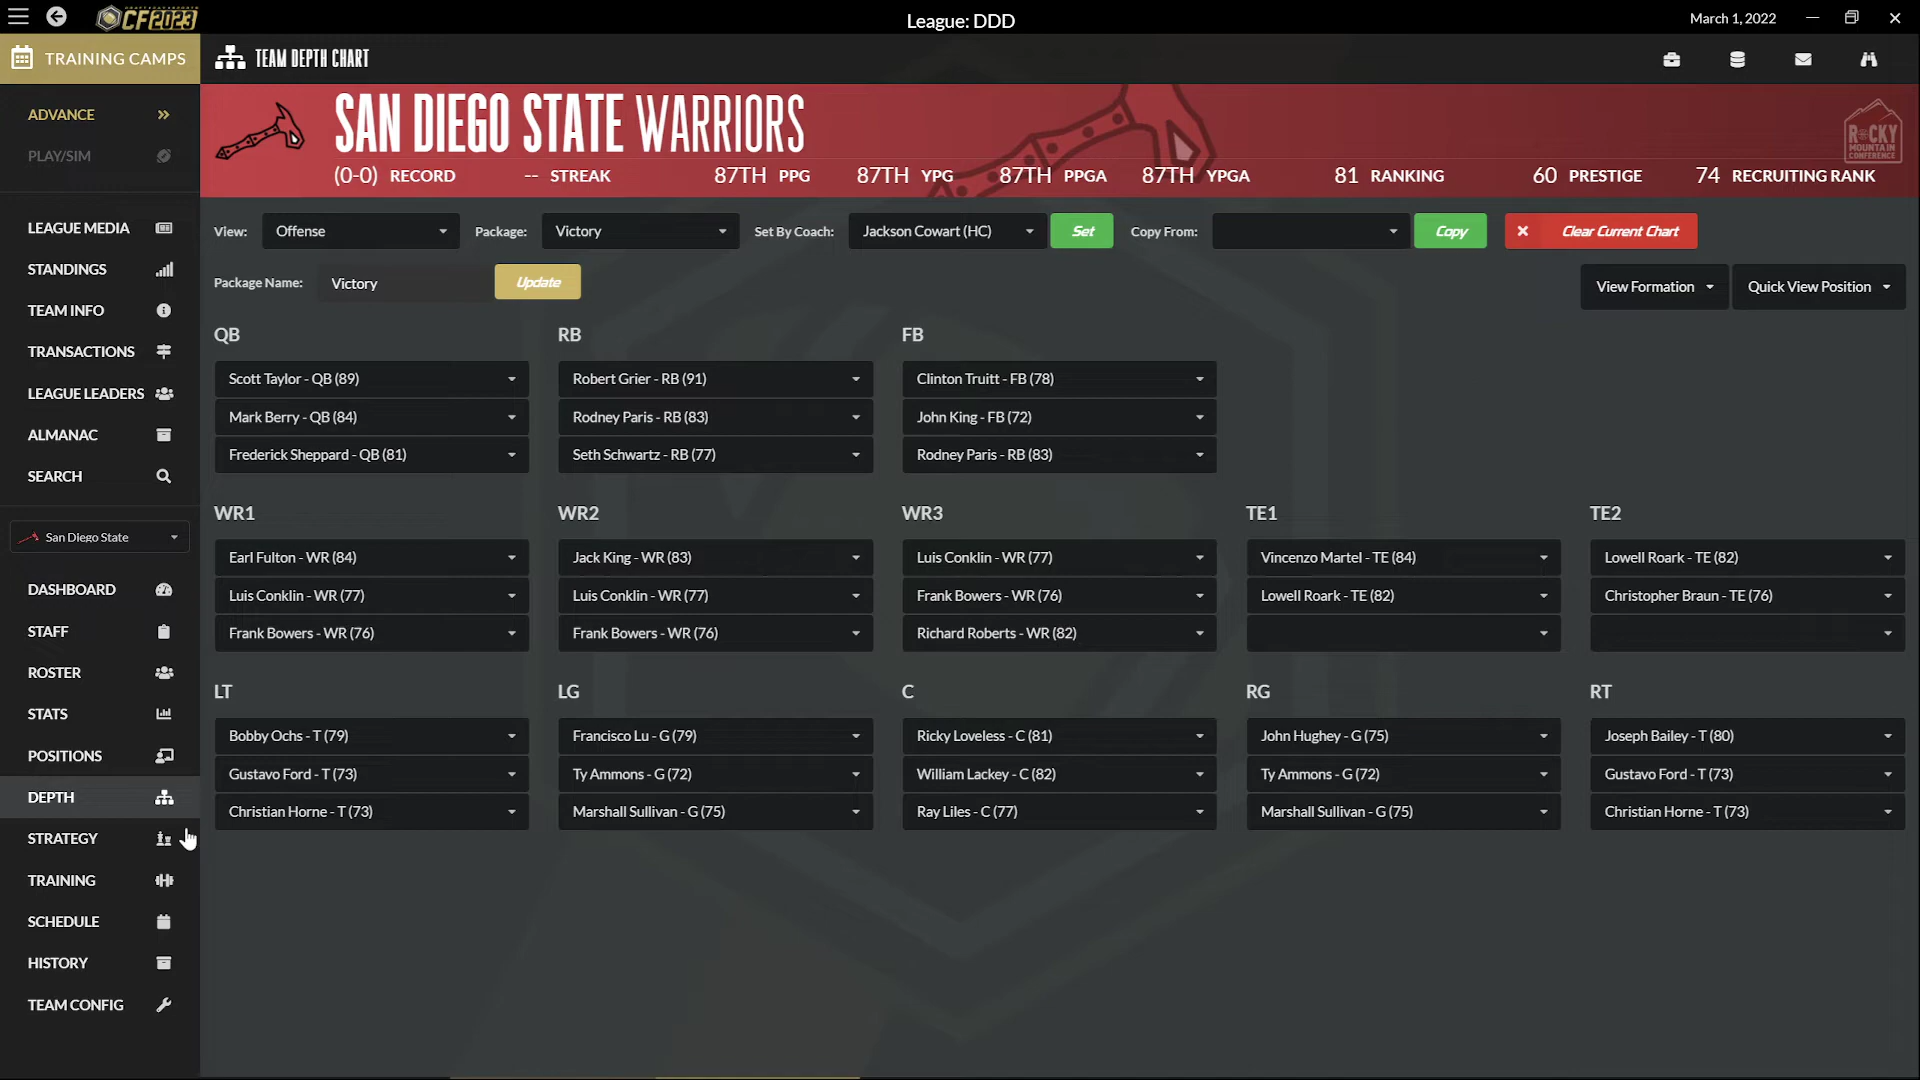 CF2023
League: DDD
March 1, 2022
TRAINING CAMPS
TEAM DEPTH CHART
ADVANCE
PLAY/SIM
LEAGUE MEDIA
STANDINGS
TEAM INFO
TRANSACTIONS
LEAGUE LEADERS
ALMANAC
SEARCH
San Diego State
DASHBOARD
STAFF
ROSTER
STATS
POSITIONS
DEPTH
STRATEGY
TRAINING
SCHEDULE
HISTORY
TEAM CONFIG
SAN DIEGO STATE WARRIORS
(0-0) RECORD -- STREAK 87TH PPG 87TH YPG 87TH PPGA 87TH YPGA 81 RANKING 60 PRESTIGE 74 RECRUITING RANK
ROCKY
MOUNTAIN
CONFERENCE
View: Offense Package: Victory Set By Coach: Jackson Cowart (HC) Set Copy From: Copy Clear Current Chart
Package Name: Victory Update View Formation Quick View Position
QB RB FB
Scott Taylor - QB (89) Robert Grier - RB (91) Clinton Truitt - FB (78)
Mark Berry - QB (84) Rodney Paris - RB (83) John King - FB (72)
Frederick Sheppard - QB (81) Seth Schwartz - RB (77) Rodney Paris - RB (83)
WR1 WR2 WR3 TE1 TE2
Earl Fulton - WR (84) Jack King - WR (83) Luis Conklin - WR (77) Vincenzo Martel - TE (84) Lowell Roark - TE (82)
Luis Conklin - WR (77) Luis Conklin - WR (77) Frank Bowers - WR (76) Lowell Roark - TE (82) Christopher Braun - TE (76)
Frank Bowers - WR (76) Frank Bowers - WR (76) Richard Roberts - WR (82)
LT LG C RG RT
Bobby Ochs - T (79) Francisco Lu - G (79) Ricky Loveless - C (81) John Hughey - G (75) Joseph Bailey - T (80)
Gustavo Ford - T (73) Ty Ammons - G (72) William Lackey - C (82) Ty Ammons - G (72) Gustavo Ford - T (73)
Christian Horne - T (73) Marshall Sullivan - G (75) Ray Liles - C (77) Marshall Sullivan - G (75) Christian Horne - T (73)